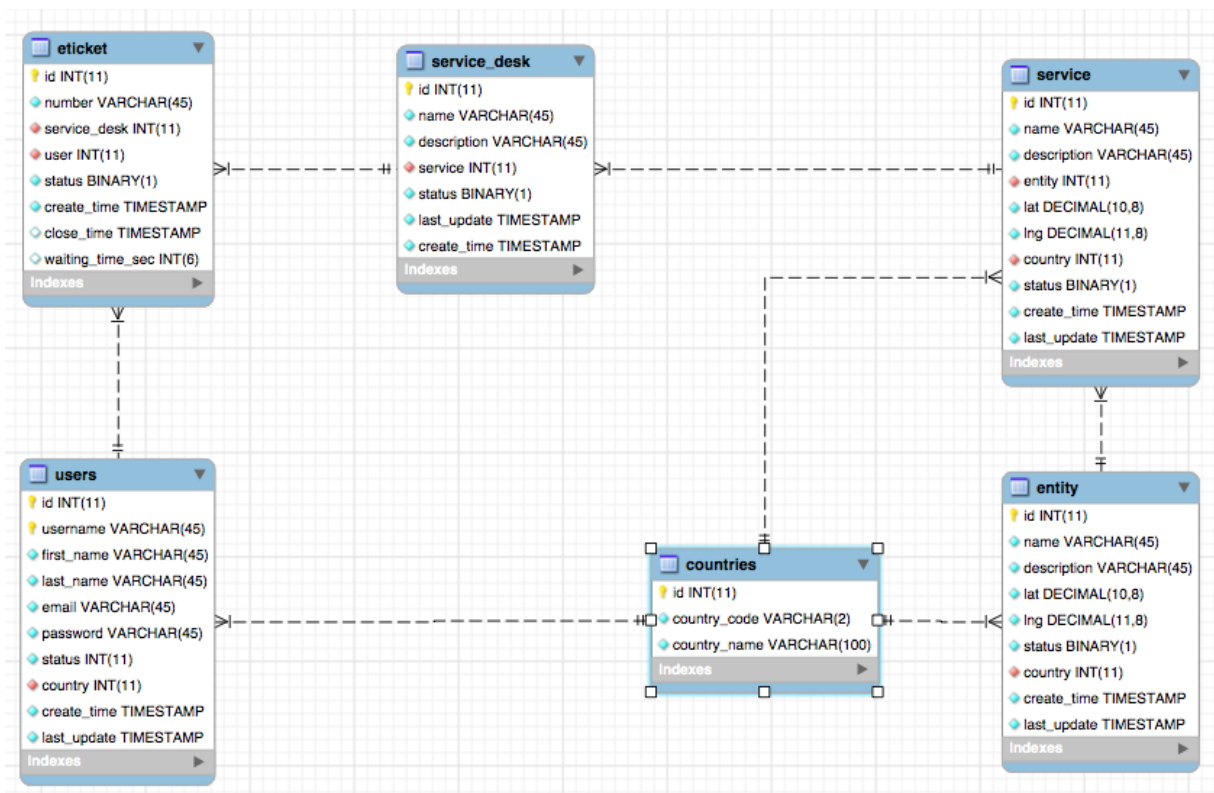 eticket
id INT(11)
number VARCHAR(45)
service_desk INT(11)
user INT(11)
status BINARY(1)
create_time TIMESTAMP
close_time TIMESTAMP
waiting_time_sec INT(6)
Indexes
service_desk
id INT(11)
name VARCHAR(45)
description VARCHAR(45)
service INT(11)
status BINARY(1)
last_update TIMESTAMP
create_time TIMESTAMP
Indexes
service
id INT(11)
name VARCHAR(45)
description VARCHAR(45)
entity INT(11)
lat DECIMAL(10,8)
lng DECIMAL(11,8)
country INT(11)
status BINARY(1)
create_time TIMESTAMP
last_update TIMESTAMP
Indexes
users
id INT(11)
username VARCHAR(45)
first_name VARCHAR(45)
last_name VARCHAR(45)
email VARCHAR(45)
password VARCHAR(45)
status INT(11)
country INT(11)
create_time TIMESTAMP
last_update TIMESTAMP
Indexes
countries
id INT(11)
country_code VARCHAR(2)
country_name VARCHAR(100)
Indexes
entity
id INT(11)
name VARCHAR(45)
description VARCHAR(45)
lat DECIMAL(10,8)
lng DECIMAL(11,8)
status BINARY(1)
country INT(11)
create_time TIMESTAMP
last_update TIMESTAMP
Indexes